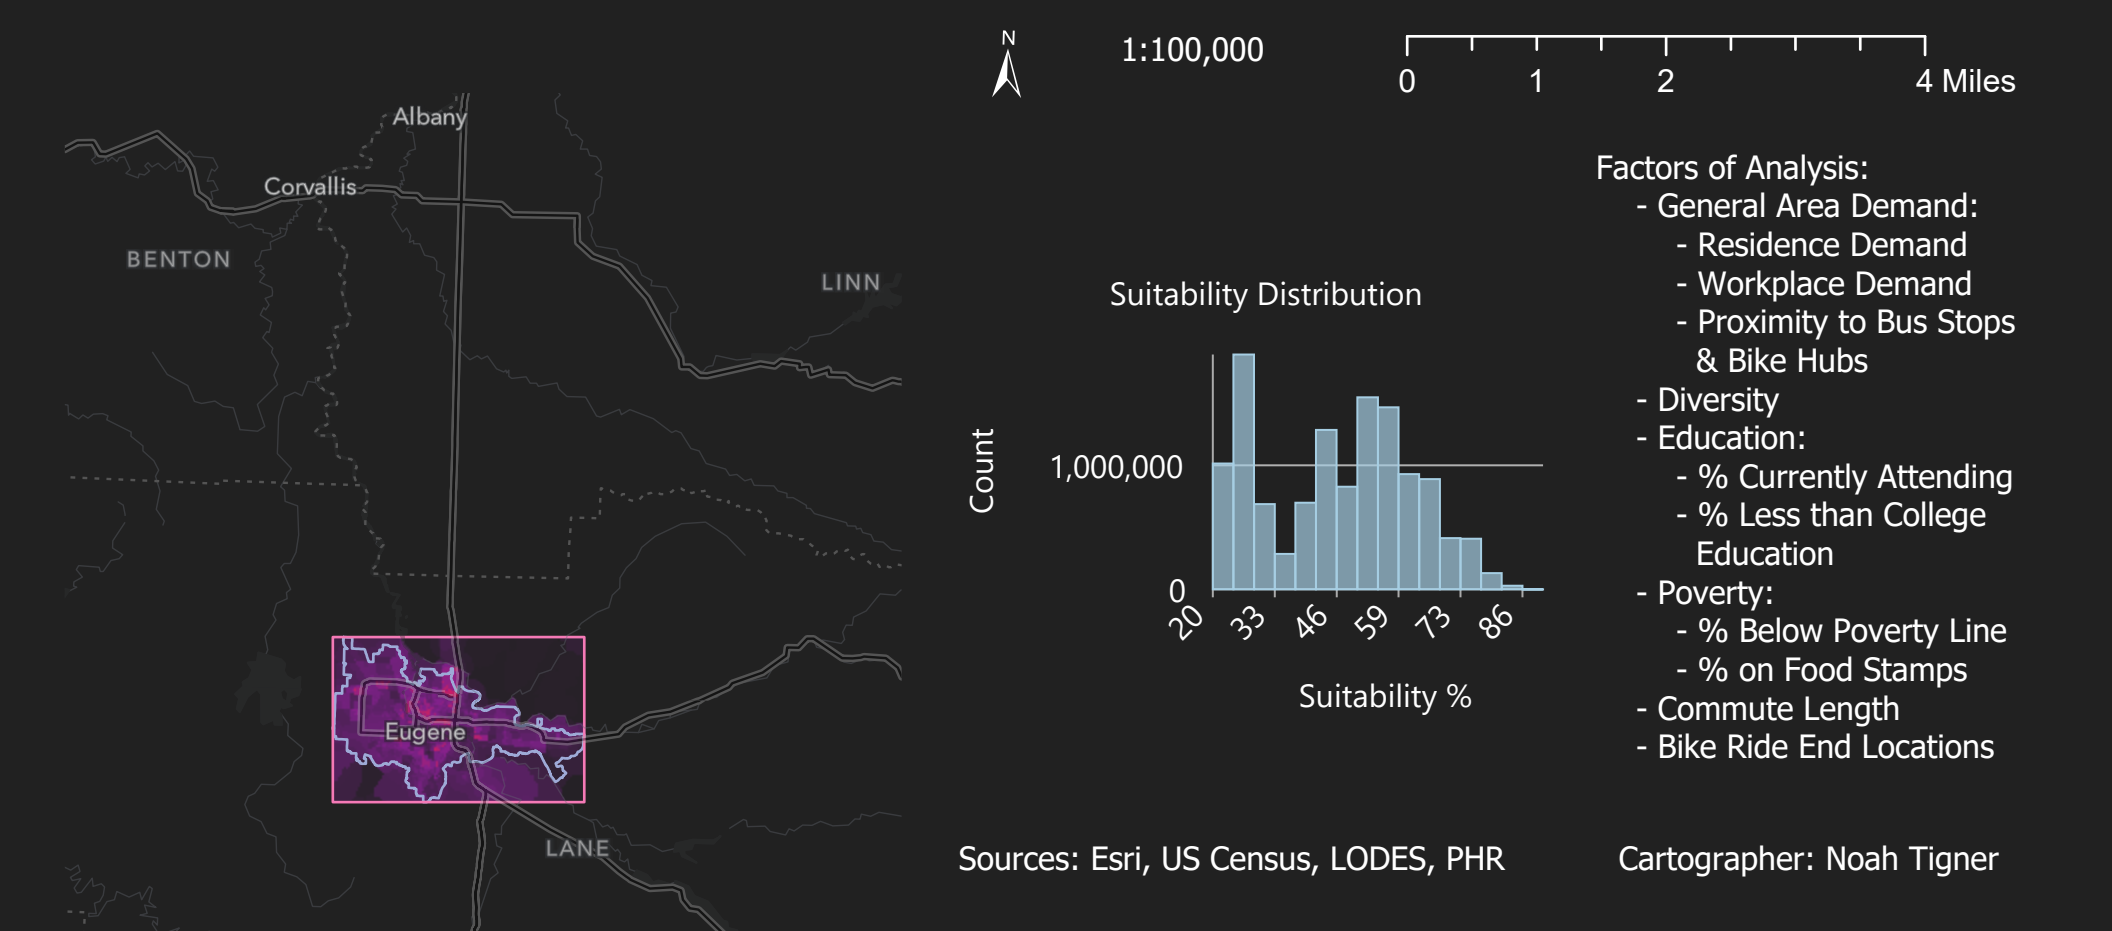 N
1:100,000
0 1 2 4 Miles
Albany
Corvallis
BENTON
LINN
Eugene
LANE
Suitability Distribution
Count
1,000,000
0
20 33 46 59 73 86
Suitability %
Factors of Analysis:
- General Area Demand:
- Residence Demand
- Workplace Demand
- Proximity to Bus Stops
& Bike Hubs
- Diversity
- Education:
- % Currently Attending
- % Less than College
Education
- Poverty:
- % Below Poverty Line
- % on Food Stamps
- Commute Length
- Bike Ride End Locations
Sources: Esri, US Census, LODES, PHR
Cartographer: Noah Tigner